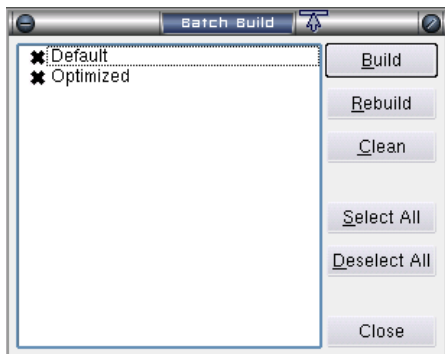 Batch Build
Default
Optimized
Build
Rebuild
Clean
Select All
Deselect All
Close